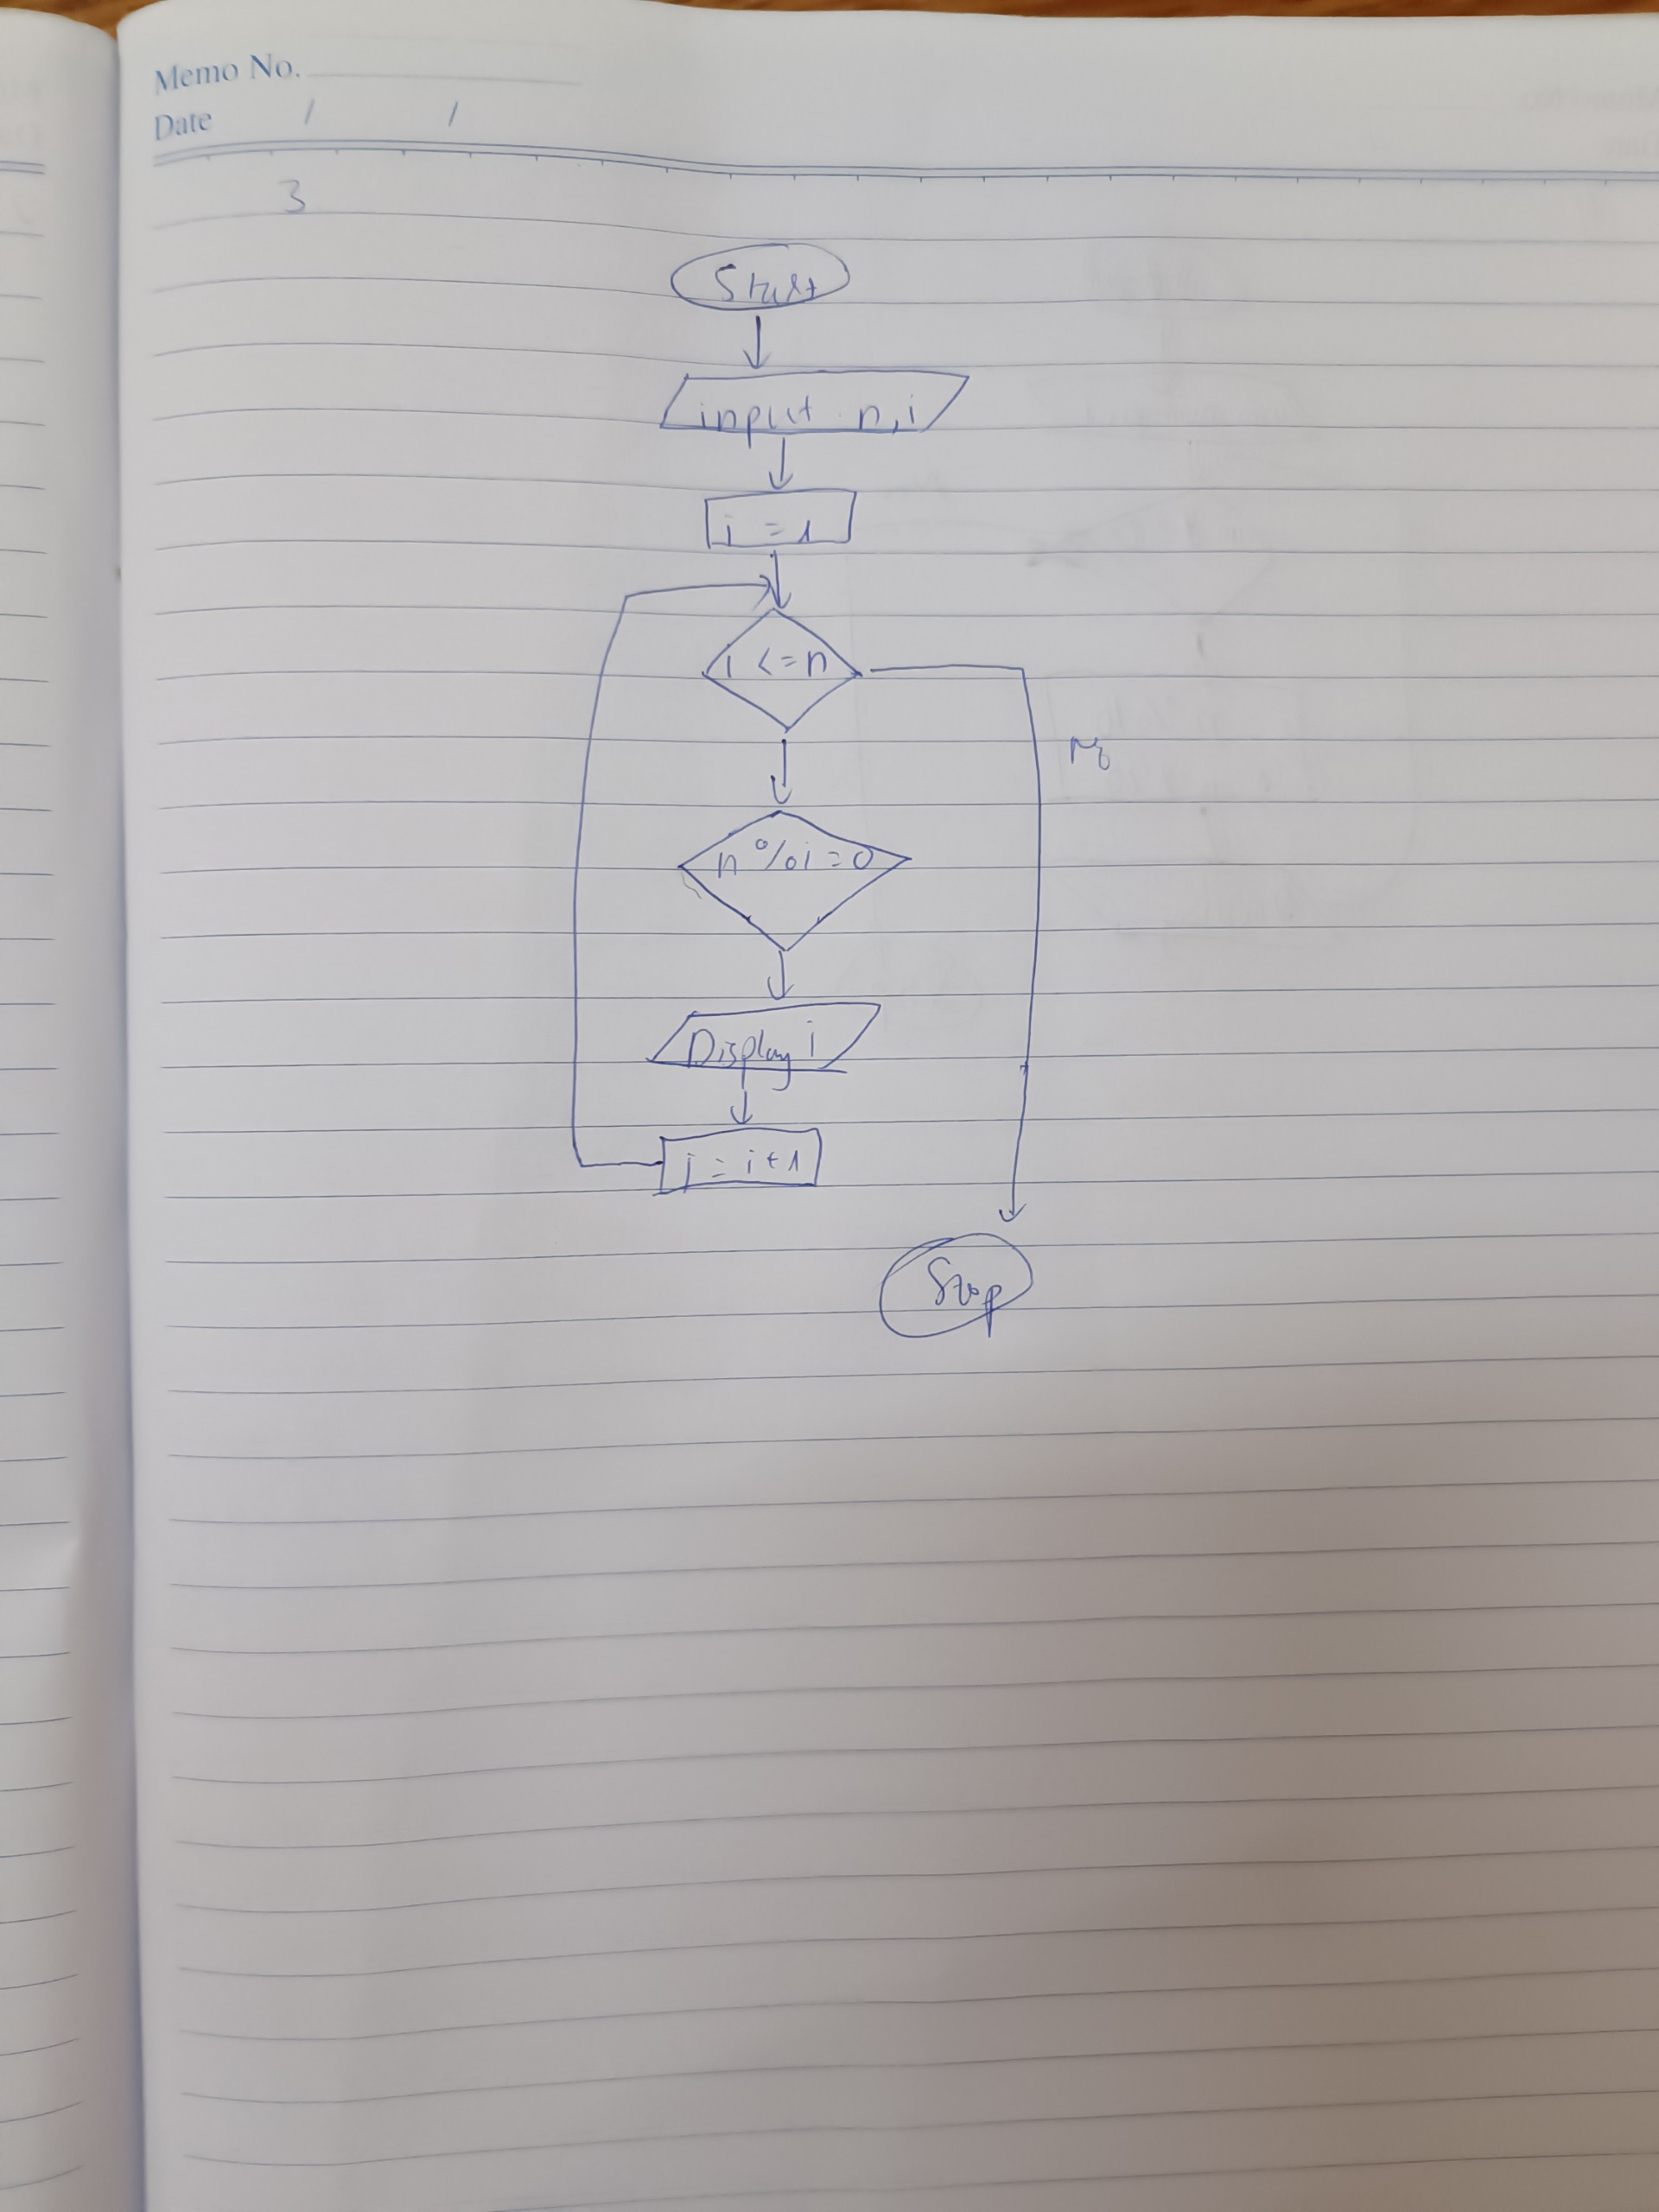 Memo No.
Date / /
3
Start
input n,i
i = 1
i <= n
No
n % i = 0
Display i
i = i + 1
Stop